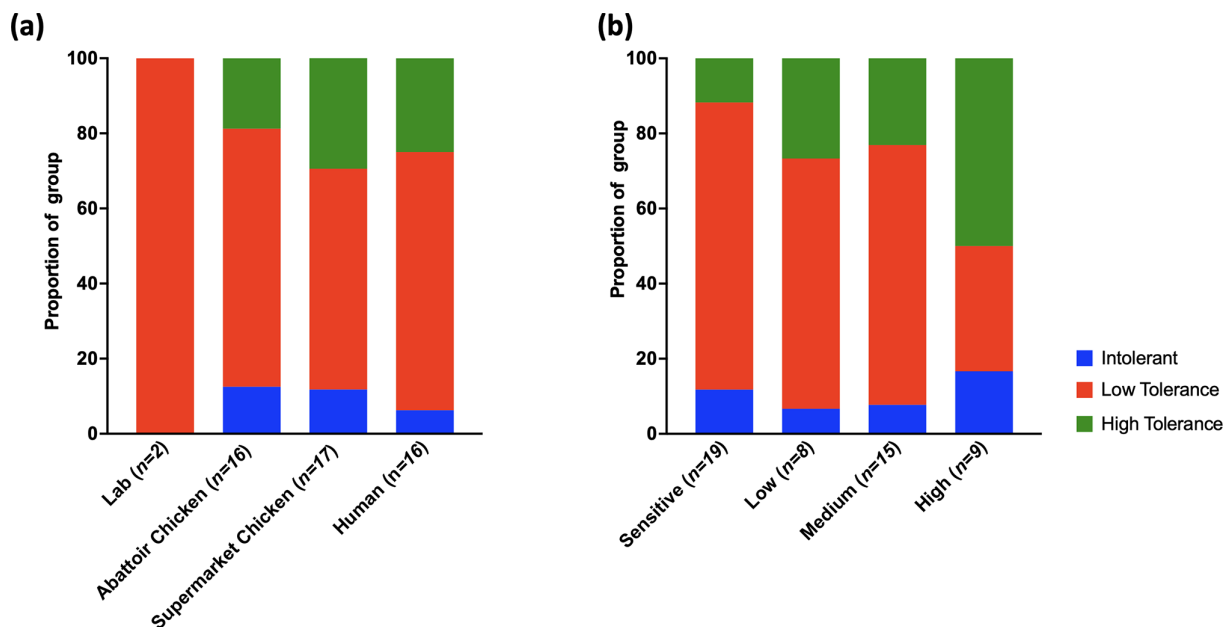 (a)
Proportion of group
100
80
60
40
20
0
Lab (n=2)
Abattoir Chicken (n=16)
Supermarket Chicken (n=17)
Human (n=16)
(b)
Proportion of group
100
80
60
40
20
0
Sensitive (n=19)
Low (n=8)
Medium (n=15)
High (n=9)
Intolerant
Low Tolerance
High Tolerance